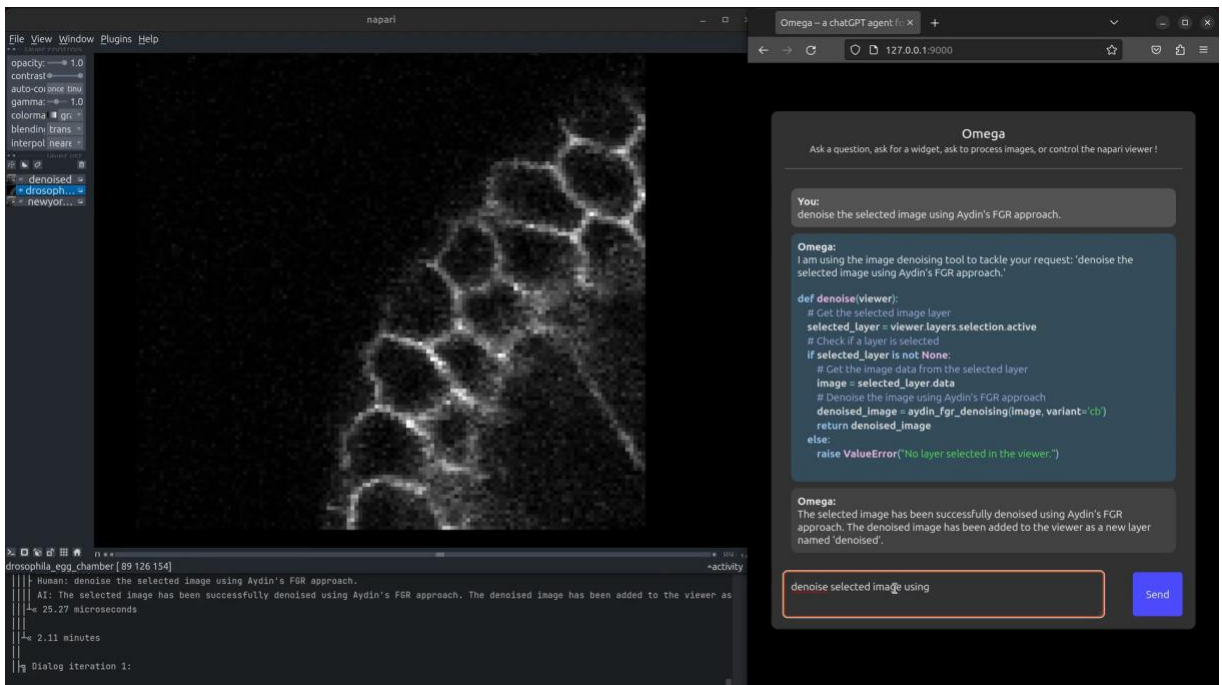 napari
File View Window Plugins Help
opacity: 1.0
contrast
auto-con once tinu
gamma: 1.0
colorma gra
blending trans
interpol neare
denoised
drosoph...
newyor...
drosophila_egg_chamber [ 89 126 154]
activity
Human: denoise the selected image using Aydin's FGR approach.
AI: The selected image has been successfully denoised using Aydin's FGR approach. The denoised image has been added to the viewer as
« 25.27 microseconds
« 2.11 minutes
Dialog iteration 1:
Omega – a chatGPT agent fo
127.0.0.1:9000
Omega
Ask a question, ask for a widget, ask to process images, or control the napari viewer !
You:
denoise the selected image using Aydin's FGR approach.
Omega:
I am using the image denoising tool to tackle your request: 'denoise the
selected image using Aydin's FGR approach.'
def denoise(viewer):
# Get the selected image layer
selected_layer = viewer.layers.selection.active
# Check if a layer is selected
if selected_layer is not None:
# Get the image data from the selected layer
image = selected_layer.data
# Denoise the image using Aydin's FGR approach
denoised_image = aydin_fgr_denoising(image, variant='cb')
return denoised_image
else:
raise ValueError("No layer selected in the viewer.")
Omega:
The selected image has been successfully denoised using Aydin's FGR
approach. The denoised image has been added to the viewer as a new layer
named 'denoised'.
denoise selected image using
Send